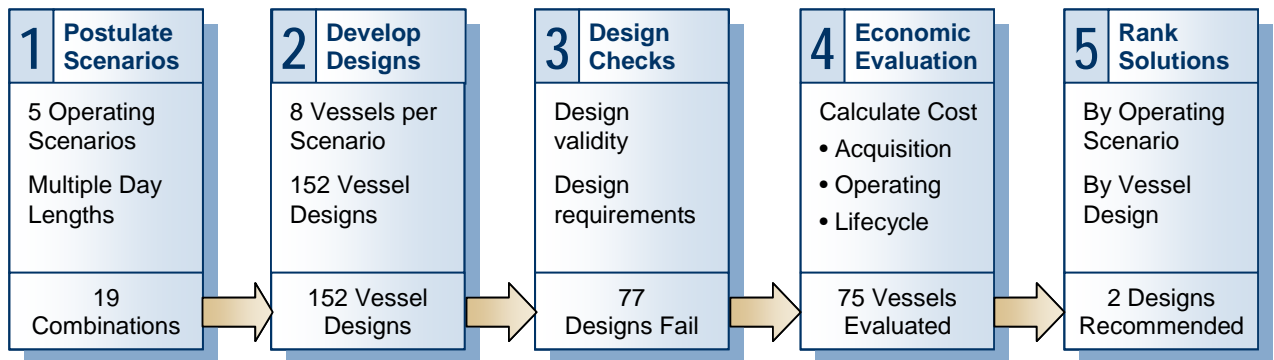 1
Postulate
Scenarios
5 Operating
Scenarios
Multiple Day
Lengths
19
Combinations
2
Develop
Designs
8 Vessels per
Scenario
152 Vessel
Designs
152 Vessel
Designs
3
Design
Checks
Design
validity
Design
requirements
77
Designs Fail
4
Economic
Evaluation
Calculate Cost
• Acquisition
• Operating
• Lifecycle
75 Vessels
Evaluated
5
Rank
Solutions
By Operating
Scenario
By Vessel
Design
2 Designs
Recommended